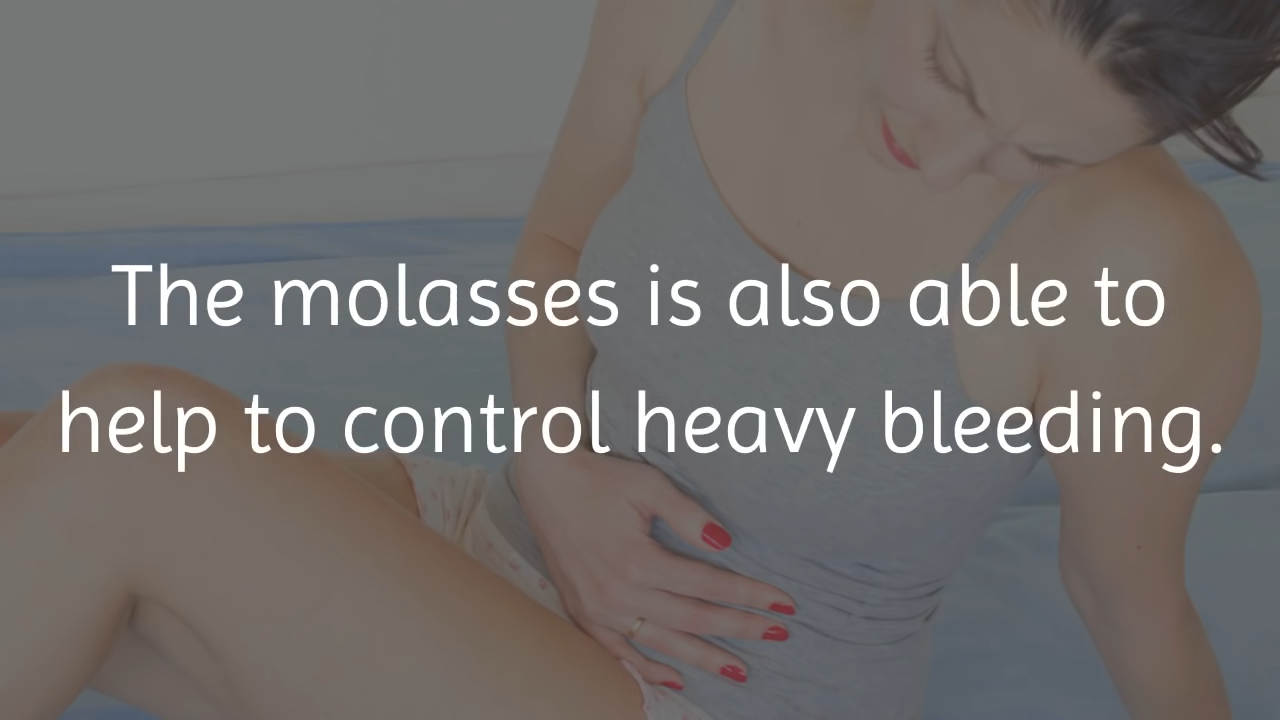 The molasses is also able to
help to control heavy bleeding.